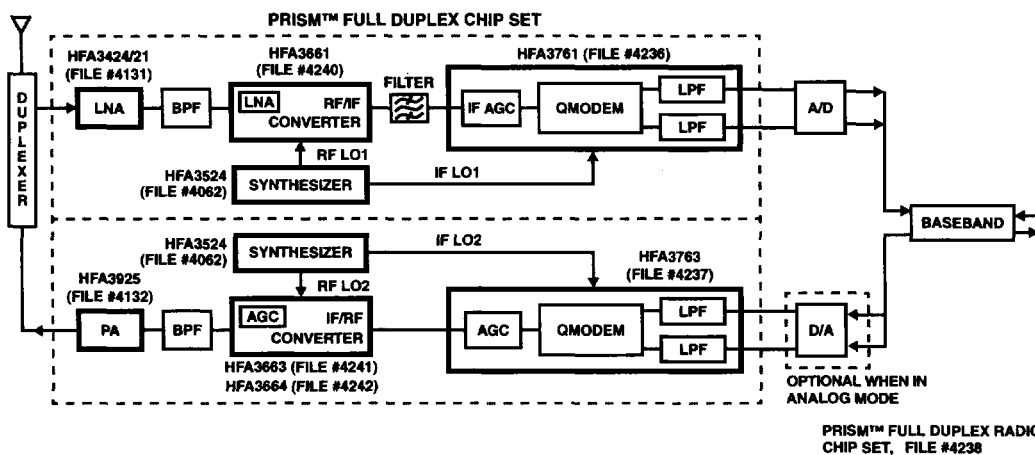 PRISM™ FULL DUPLEX CHIP SET
DUPLEXER
HFA3424/21
(FILE #4131)
LNA
BPF
HFA3661
(FILE #4240)
LNA
RF/IF
CONVERTER
FILTER
HFA3761 (FILE #4236)
IF AGC
QMODEM
LPF
LPF
A/D
RF LO1
HFA3524
(FILE #4062)
SYNTHESIZER
IF LO1
BASEBAND
HFA3524
(FILE #4062)
SYNTHESIZER
IF LO2
RF LO2
HFA3925
(FILE #4132)
PA
BPF
AGC
IF/RF
CONVERTER
HFA3663 (FILE #4241)
HFA3664 (FILE #4242)
HFA3763
(FILE #4237)
AGC
QMODEM
LPF
LPF
D/A
OPTIONAL WHEN IN
ANALOG MODE
PRISM™ FULL DUPLEX RADIO
CHIP SET, FILE #4238